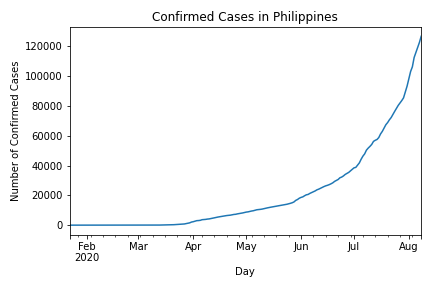 Confirmed Cases in Philippines
120000
100000
80000
60000
40000
20000
0
Number of Confirmed Cases
Feb Mar Apr May Jun Jul Aug
2020
Day